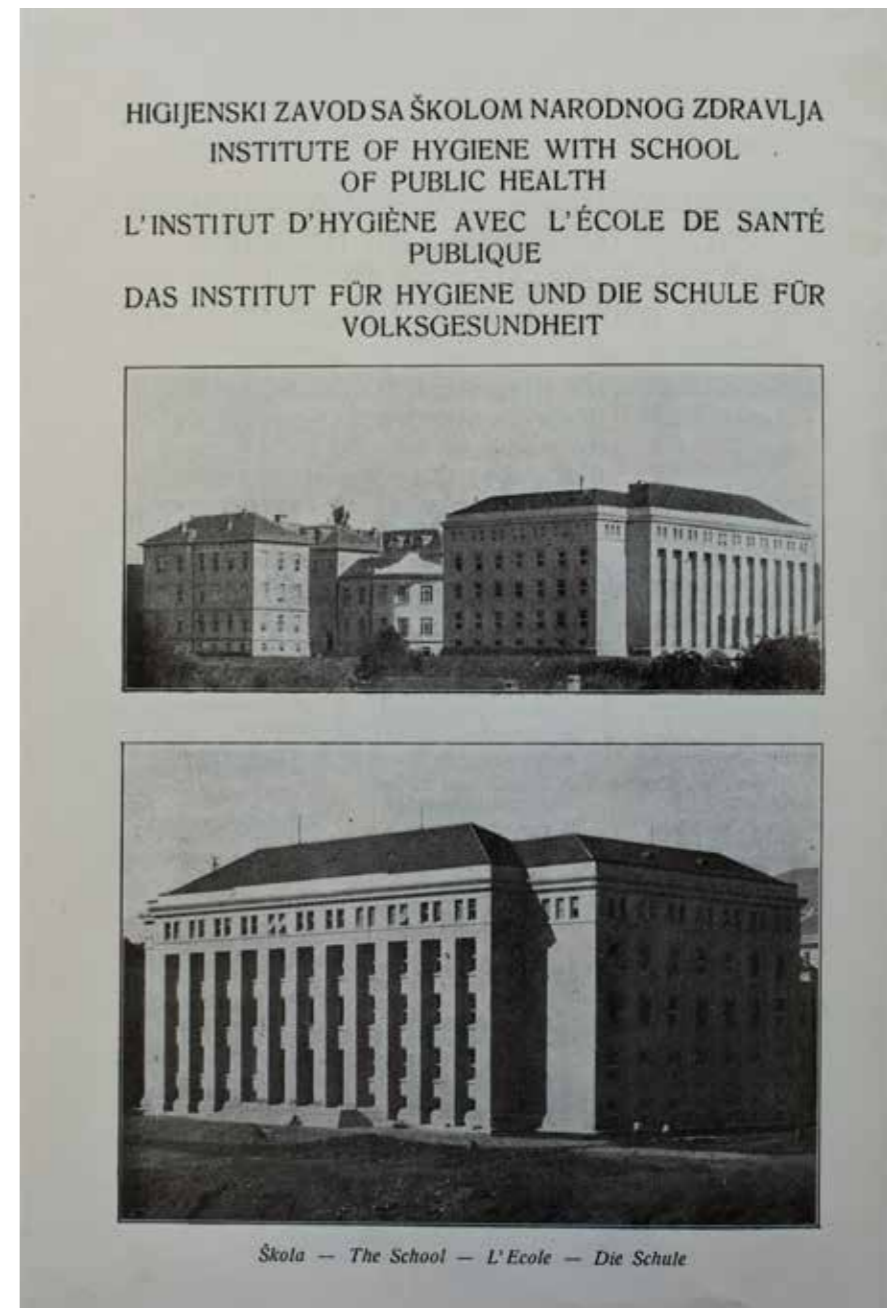 HIGIJENSKI ZAVOD SA ŠKOLOM NARODNOG ZDRAVLJA
INSTITUTE OF HYGIENE WITH SCHOOL
OF PUBLIC HEALTH
L'INSTITUT D'HYGIÈNE AVEC L'ÉCOLE DE SANTÉ
PUBLIQUE
DAS INSTITUT FÜR HYGIENE UND DIE SCHULE FÜR
VOLKSGESUNDHEIT
Škola — The School — L'Ecole — Die Schule